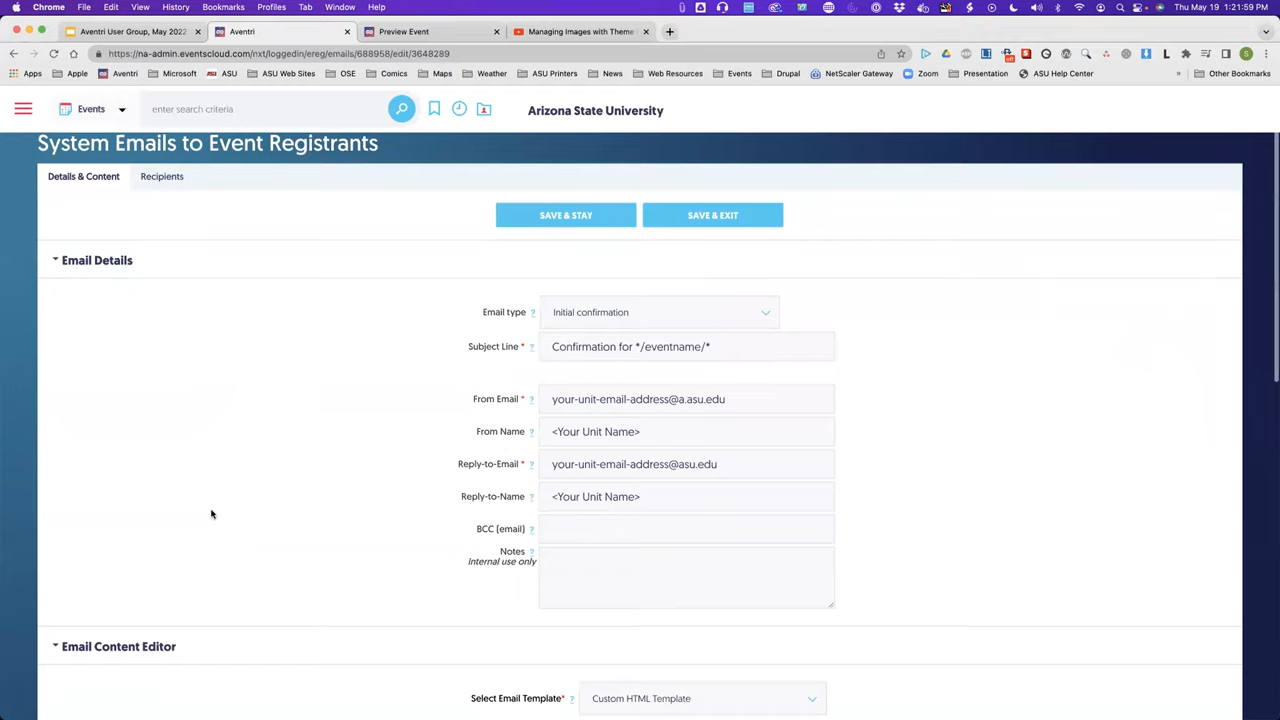 Chrome File Edit View History Bookmarks Profiles Tab Window Help Thu May 19 1:21:59 PM
Aventri User Group, May 2022 Aventri Preview Event Managing Images with Theme
https://na-admin.eventscloud.com/nxt/loggedin/ereg/emails/688958/edit/3648289
Apps Apple Aventri Microsoft ASU ASU Web Sites OSE Comics Maps Weather ASU Printers News Web Resources Events Drupal NetScaler Gateway Zoom Presentation ASU Help Center » Other Bookmarks
Events enter search criteria Arizona State University
System Emails to Event Registrants
Details & Content Recipients
SAVE & STAY SAVE & EXIT
Email Details
Email type ? Initial confirmation
Subject Line * ? Confirmation for */eventname/*
From Email * ? your-unit-email-address@a.asu.edu
From Name ? <Your Unit Name>
Reply-to-Email * ? your-unit-email-address@asu.edu
Reply-to-Name ? <Your Unit Name>
BCC (email) ?
Notes ?
Internal use only
Email Content Editor
Select Email Template* ? Custom HTML Template